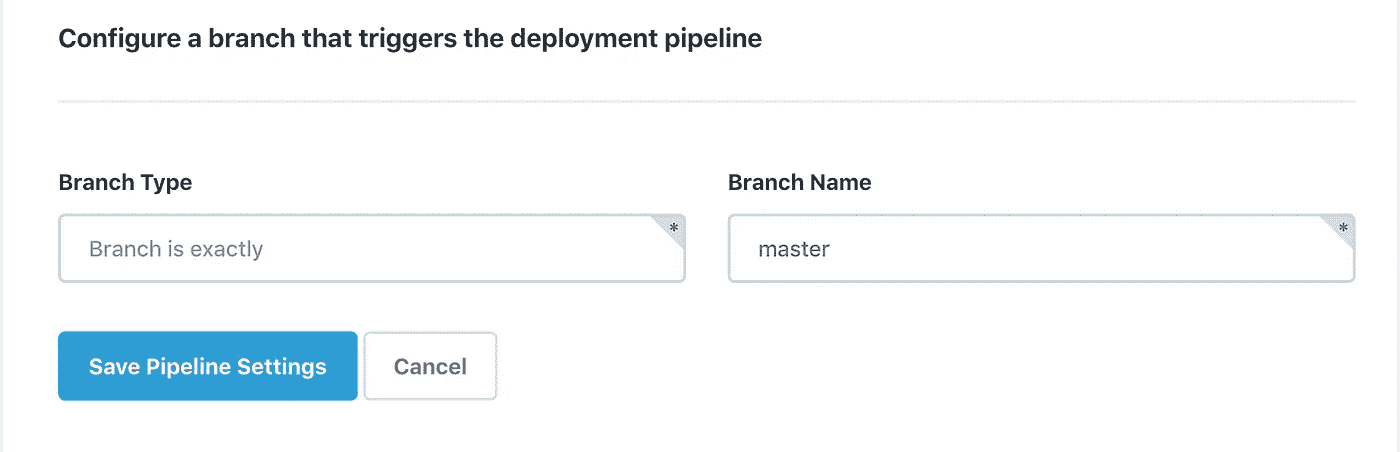 Configure a branch that triggers the deployment pipeline
Branch Type
Branch Name
Branch is exactly
*
master
*
Save Pipeline Settings
Cancel